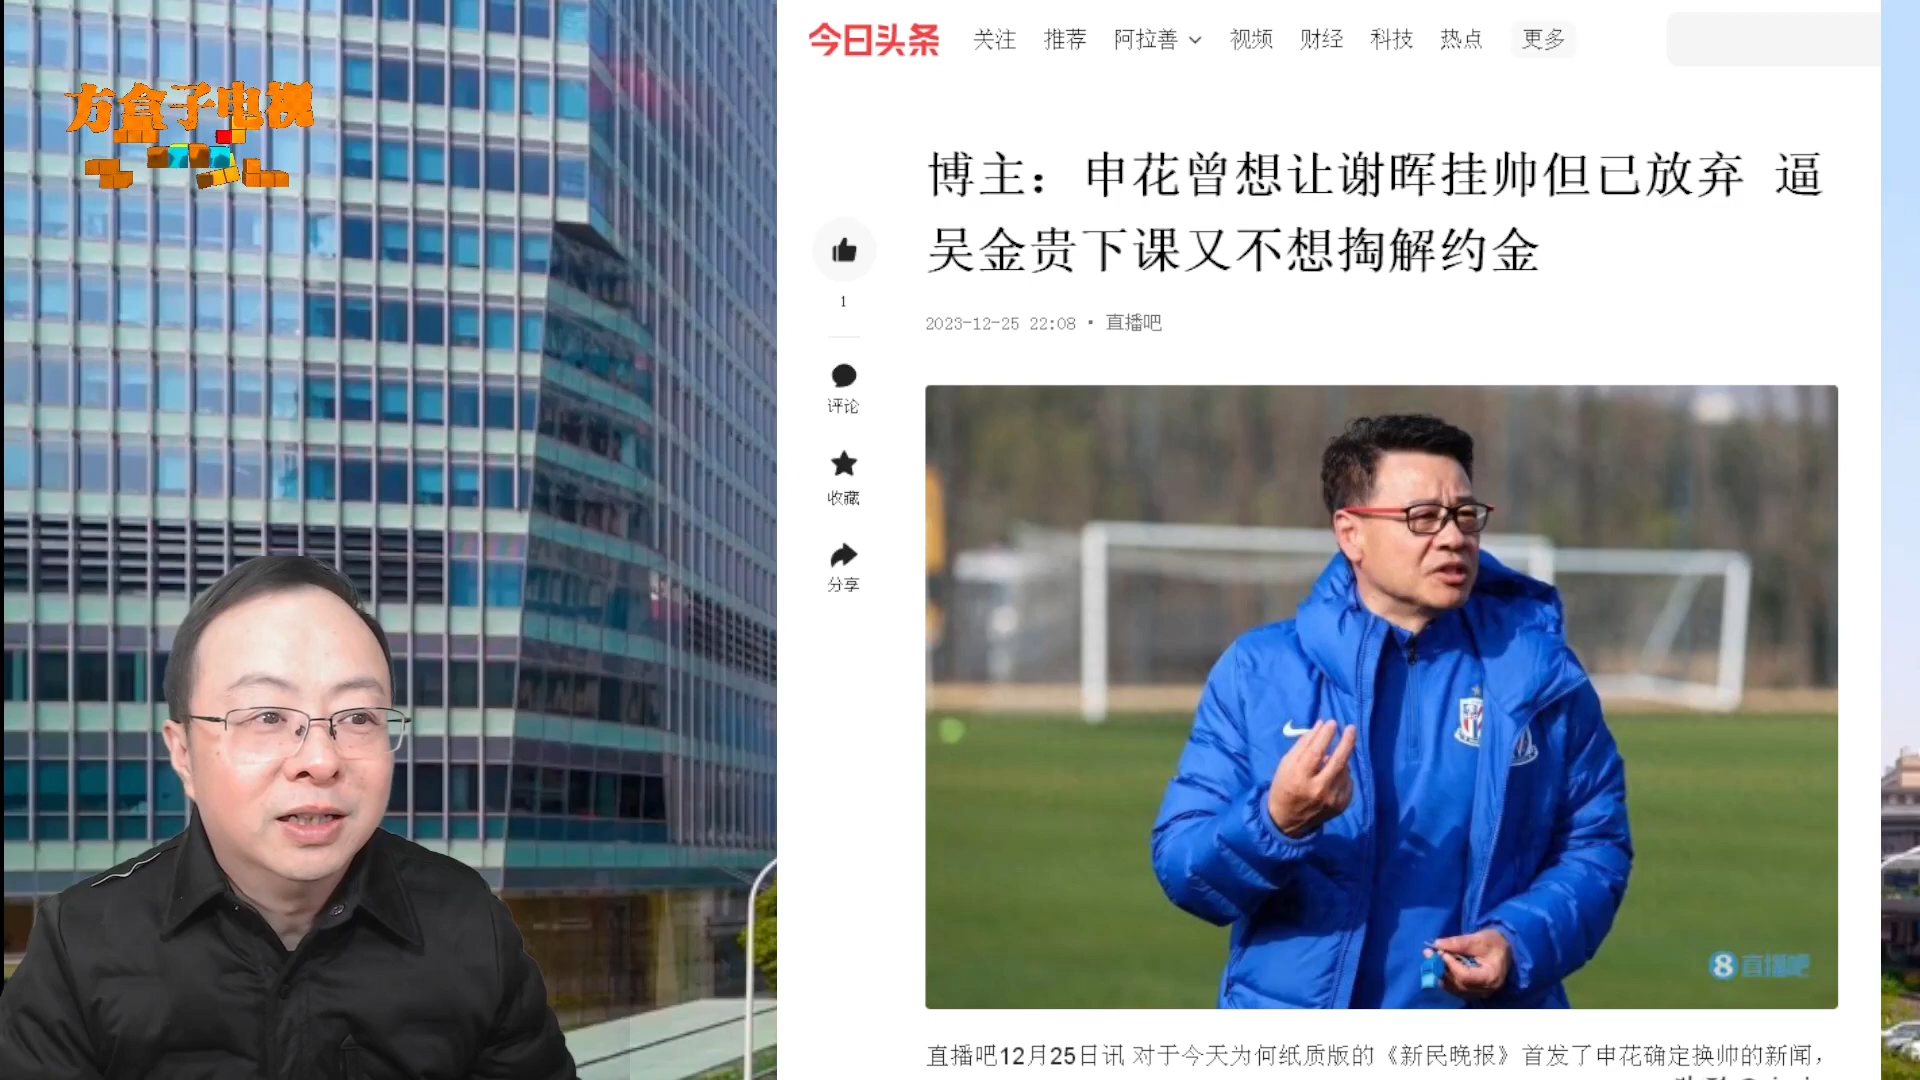 方盒子电视
今日头条 关注 推荐 阿拉善 视频 财经 科技 热点 更多
博主：申花曾想让谢晖挂帅但已放弃 逼
吴金贵下课又不想掏解约金
2023-12-25 22:08 · 直播吧
1
评论
收藏
分享
8 直播吧
直播吧12月25日讯 对于今天为何纸质版的《新民晚报》首发了申花确定换帅的新闻，